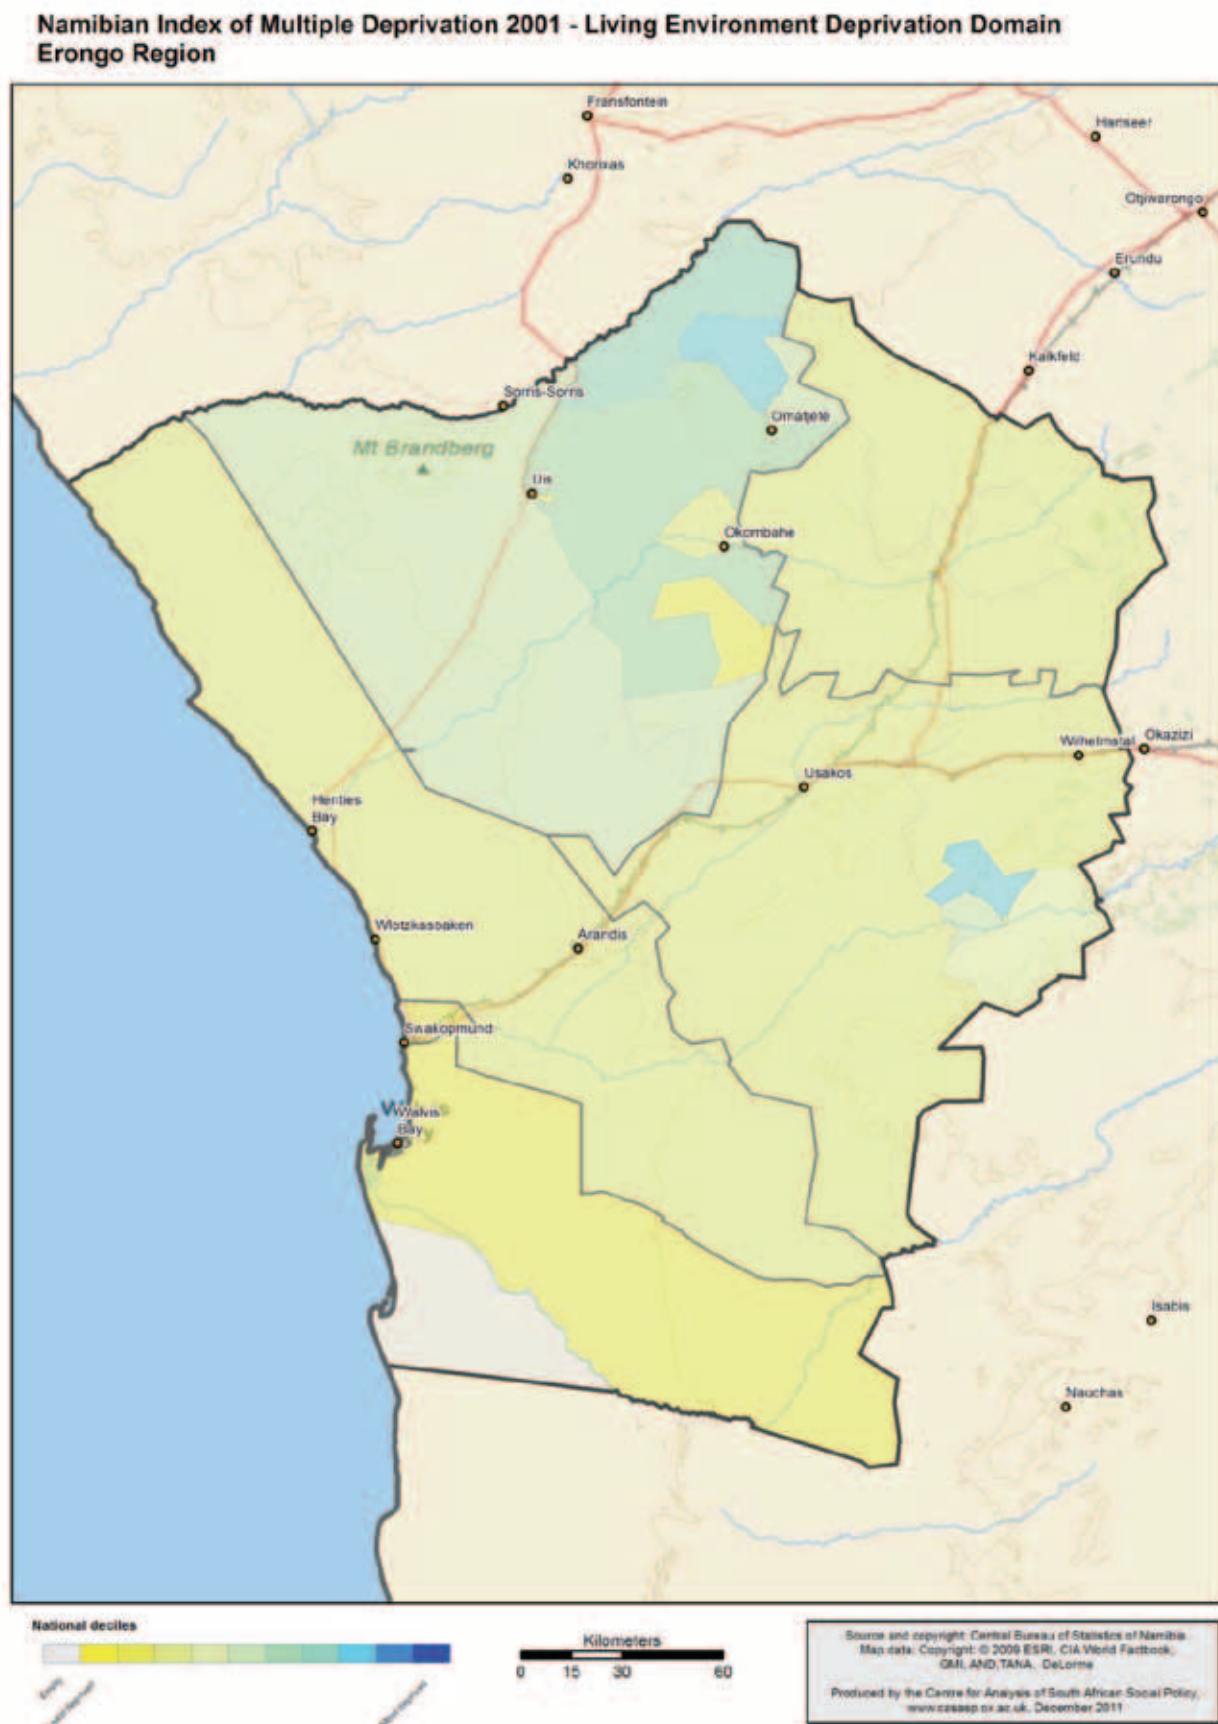 Namibian Index of Multiple Deprivation 2001 - Living Environment Deprivation Domain
Erongo Region
Fransfontein
Hamseer
Khorixas
Otjiwarongo
Erundu
Kalkfeld
Sorris-Sorris
Omatjete
Mt Brandberg
Uis
Okombahe
Wilhelmstal
Okazizi
Usakos
Henties
Bay
Wlotzkasbaken
Arandis
Swakopmund
Walvis
Bay
Isabis
Nauchas
National deciles
Empty
Kilometers
0 15 30 60
Source and copyright: Central Bureau of Statistics of Namibia
Map data: Copyright: © 2009 ESRI, CIA World Factbook,
GMI, AND, TANA, DeLorme
Produced by the Centre for Analysis of South African Social Policy,
www.casasp.ox.ac.uk, December 2011